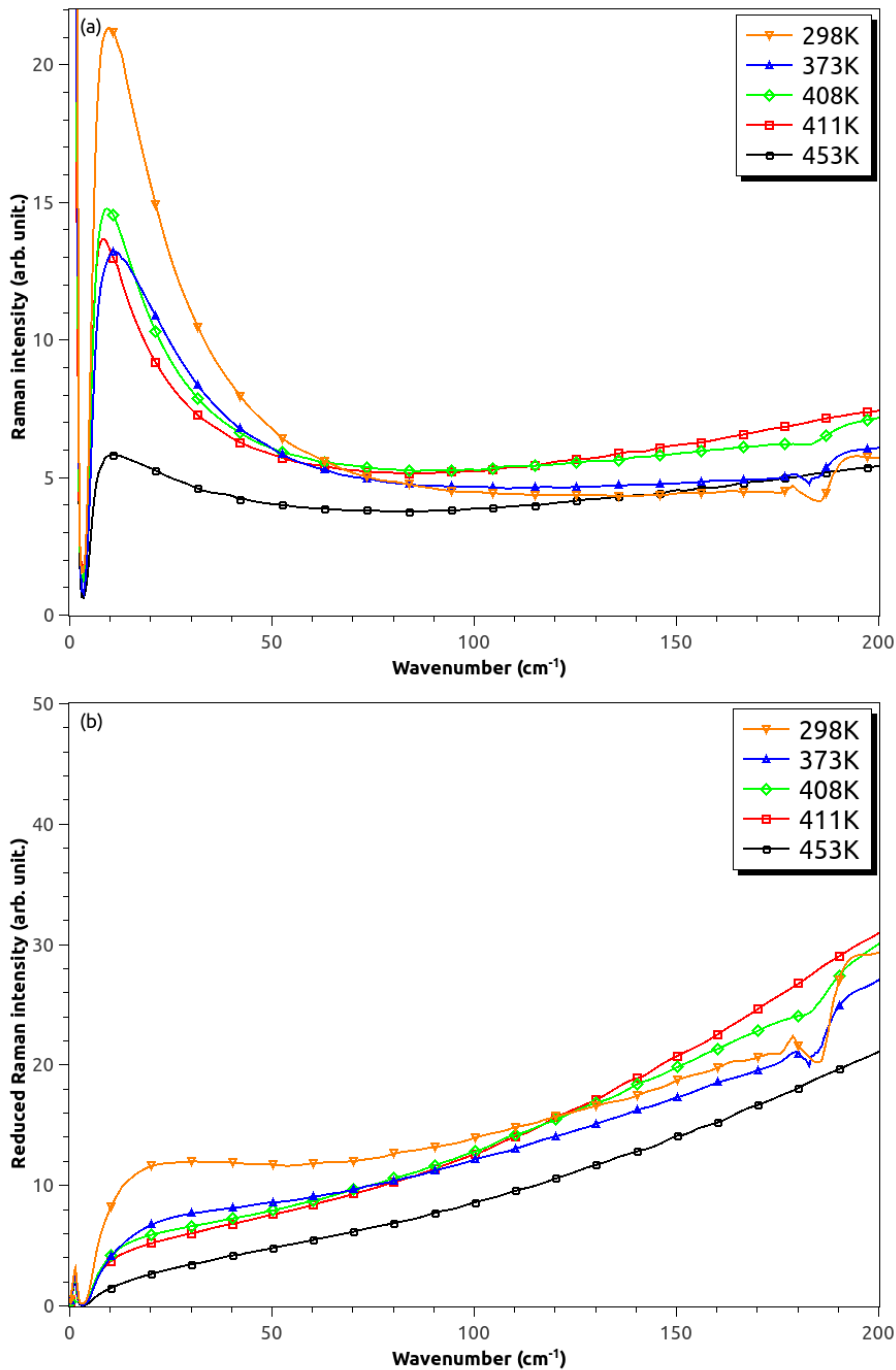 (a)
298K
373K
408K
411K
453K
20
15
10
5
0
Raman intensity (arb. unit.)
0 50 100 150 200
Wavenumber (cm⁻¹)
(b)
298K
373K
408K
411K
453K
50
40
30
20
10
0
Reduced Raman intensity (arb. unit.)
0 50 100 150 200
Wavenumber (cm⁻¹)